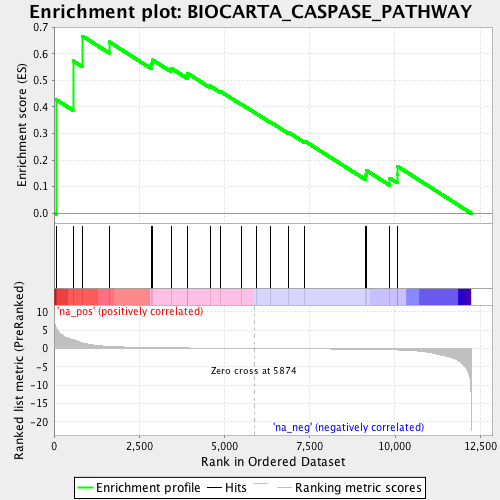 Enrichment plot: BIOCARTA_CASPASE_PATHWAY
Enrichment score (ES)
0.7
0.6
0.5
0.4
0.3
0.2
0.1
0.0
'na_pos' (positively correlated)
Ranked list metric (PreRanked)
10
5
0
-5
-10
-15
-20
Zero cross at 5874
'na_neg' (negatively correlated)
0
2,500
5,000
7,500
10,000
12,500
Rank in Ordered Dataset
Enrichment profile
Hits
Ranking metric scores